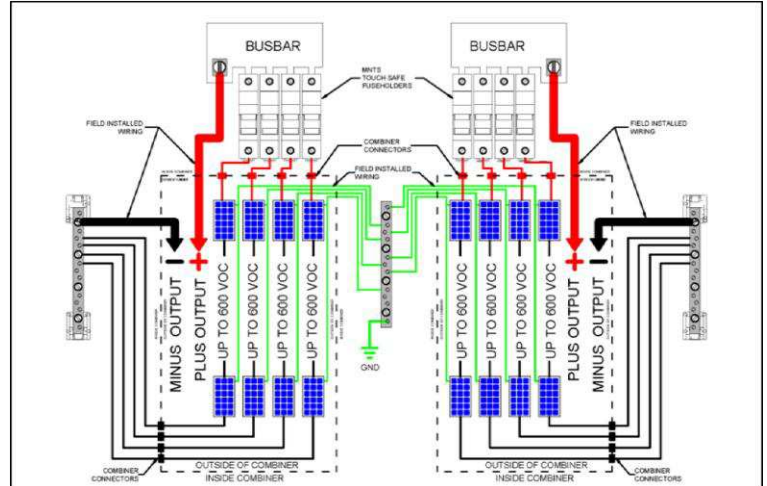 BUSBAR
BUSBAR
MNTS
TOUCH SAFE
FUSEHOLDERS
FIELD INSTALLED
WIRING
COMBINER
CONNECTORS
FIELD INSTALLED
WIRING
FIELD INSTALLED
WIRING
MINUS OUTPUT
PLUS OUTPUT
UP TO 600 VOC
UP TO 600 VOC
UP TO 600 VOC
UP TO 600 VOC
GND
UP TO 600 VOC
UP TO 600 VOC
UP TO 600 VOC
UP TO 600 VOC
PLUS OUTPUT
MINUS OUTPUT
COMBINER
CONNECTORS
OUTSIDE OF COMBINER
INSIDE COMBINER
OUTSIDE OF COMBINER
INSIDE COMBINER
COMBINER
CONNECTORS